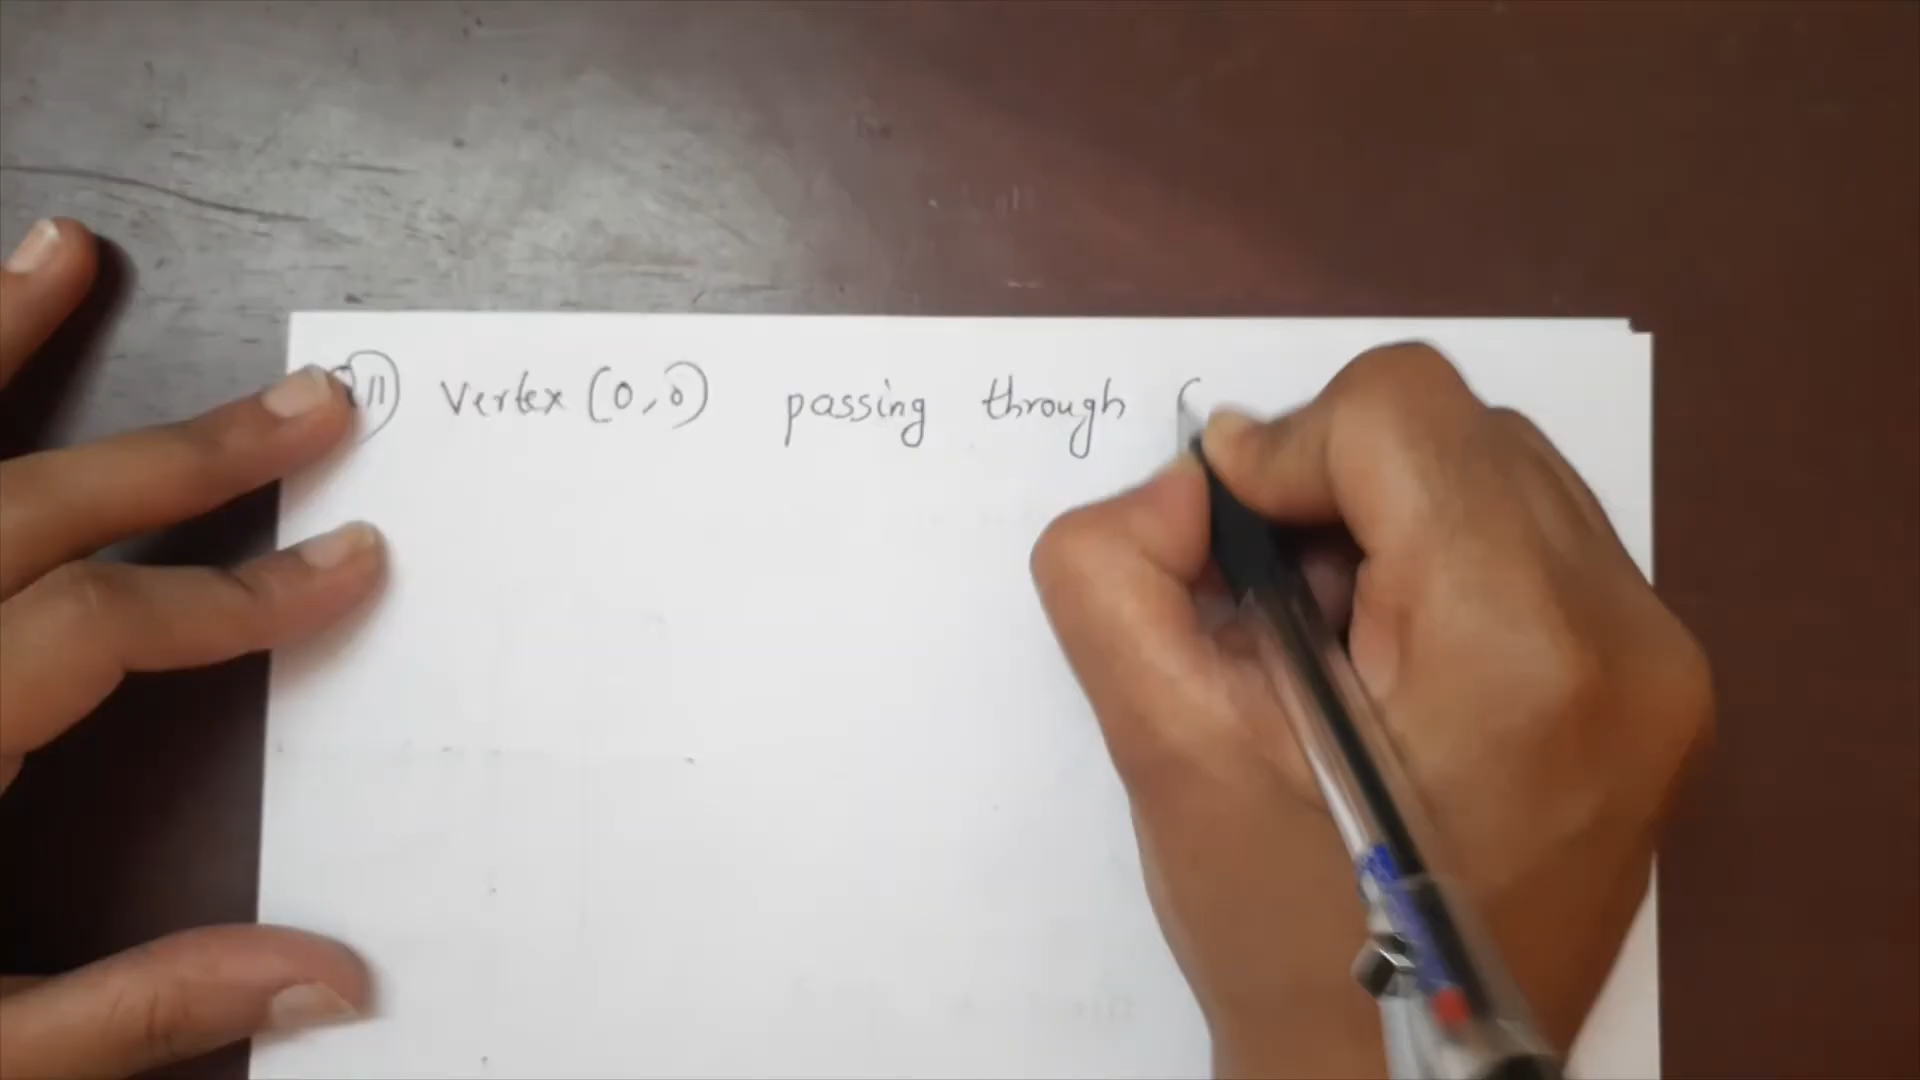 11) Vertex (0,0) passing through (